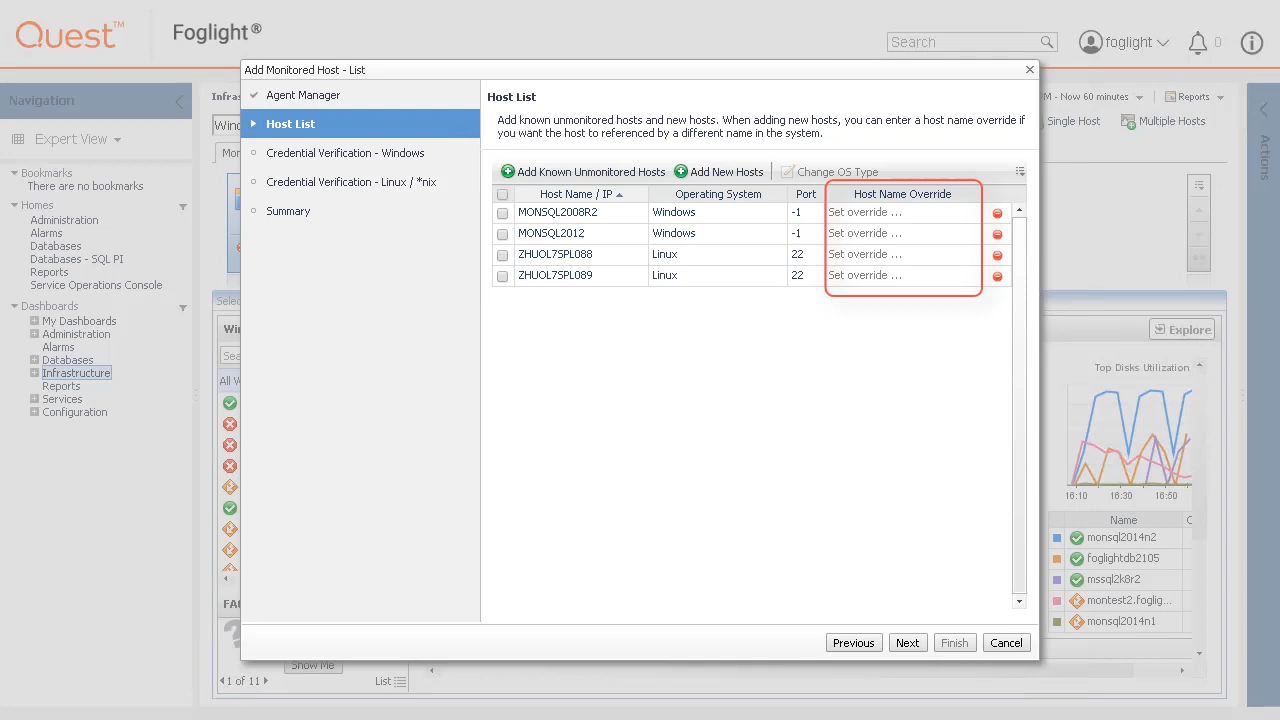 Quest™
Foglight®
Search
foglight
0
Navigation
Expert View
Bookmarks
There are no bookmarks
Homes
Administration
Alarms
Databases
Databases - SQL PI
Reports
Service Operations Console
Dashboards
My Dashboards
Administration
Alarms
Databases
Infrastructure
Reports
Services
Configuration
Add Monitored Host - List
Agent Manager
Host List
Credential Verification - Windows
Credential Verification - Linux / *nix
Summary
Host List
Add known unmonitored hosts and new hosts. When adding new hosts, you can enter a host name override if
you want the host to referenced by a different name in the system.
Add Known Unmonitored Hosts Add New Hosts Change OS Type
Host Name / IP Operating System Port Host Name Override
MONSQL2008R2 Windows -1 Set override ...
MONSQL2012 Windows -1 Set override ...
ZHUOL7SPL088 Linux 22 Set override ...
ZHUOL7SPL089 Linux 22 Set override ...
Previous Next Finish Cancel
Infras
M - Now 60 minutes
Reports
Win
Single Host
Multiple Hosts
Mo
Selec
Wi
Sea
All V
Explore
Top Disks Utilization
16:10 16:30 16:50
Name
monsql2014n2
foglightdb2105
mssql2k8r2
montest2.foglig...
monsql2014n1
FA
Show Me
1 of 11
List
Actions